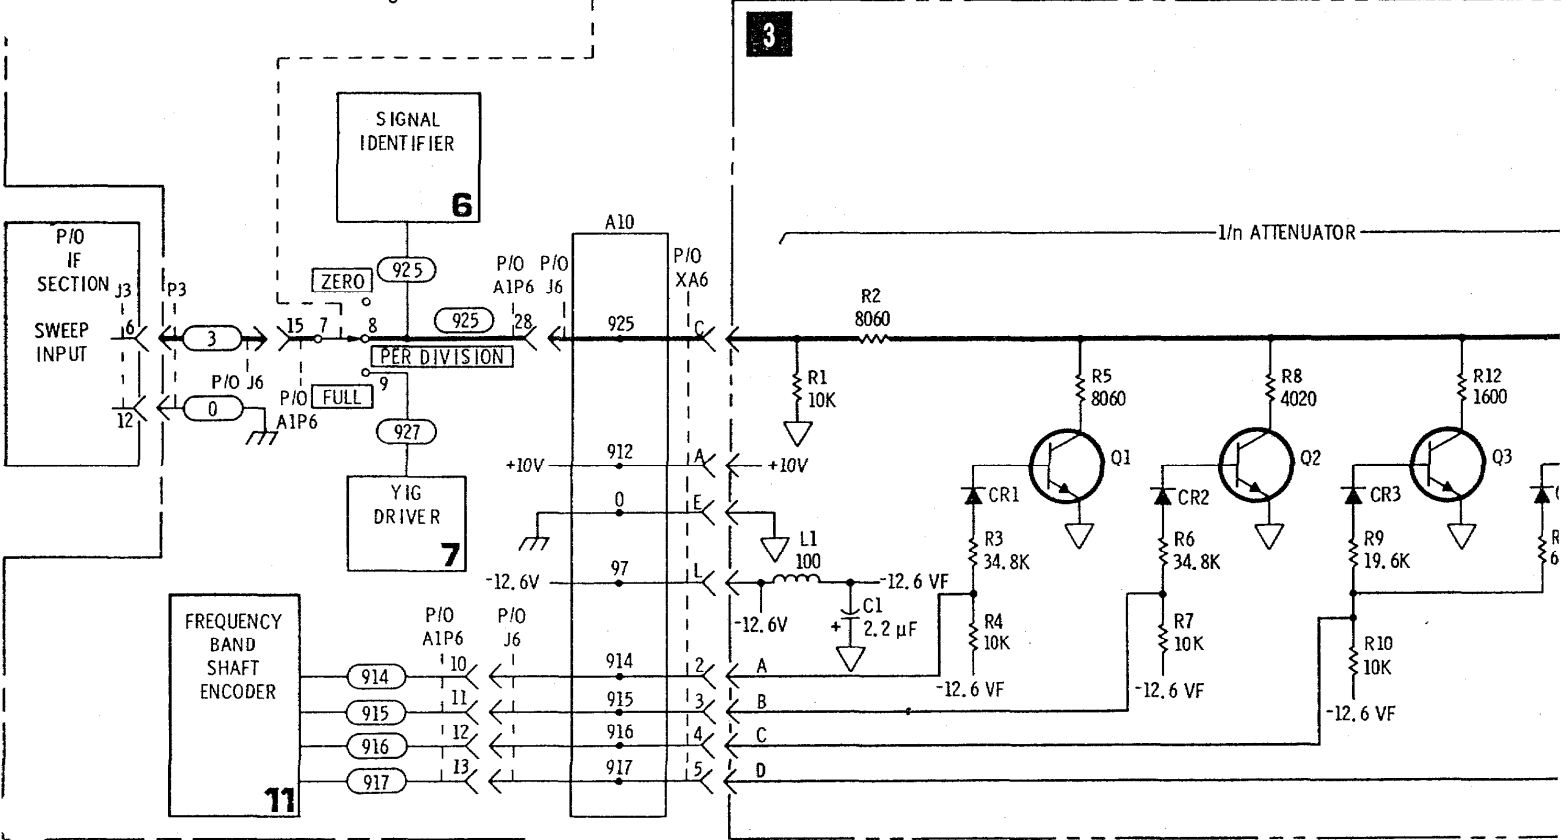 3
SIGNAL
IDENTIFIER
6
A10
1/n ATTENUATOR
P/O
IF
SECTION
SWEEP
INPUT
J3
P3
6
3
12
0
P/O J6
15
7
8
9
P/O
A1P6
ZERO
FULL
PER DIVISION
925
925
927
P/O
A1P6
28
P/O
J6
925
P/O
XA6
C
R2
8060
R1
10K
R5
8060
R8
4020
R12
1600
YIG
DRIVER
7
+10V
912
A
+10V
0
E
-12.6V
97
L
L1
100
-12.6 VF
-12.6V
C1
+
2.2 µF
Q1
Q2
Q3
CR1
CR2
CR3
R3
34.8K
R6
34.8K
R9
19.6K
R
6
R4
10K
R7
10K
R10
10K
-12.6 VF
-12.6 VF
-12.6 VF
FREQUENCY
BAND
SHAFT
ENCODER
11
P/O
A1P6
P/O
J6
914
10
914
2
A
915
11
915
3
B
916
12
916
4
C
917
13
917
5
D